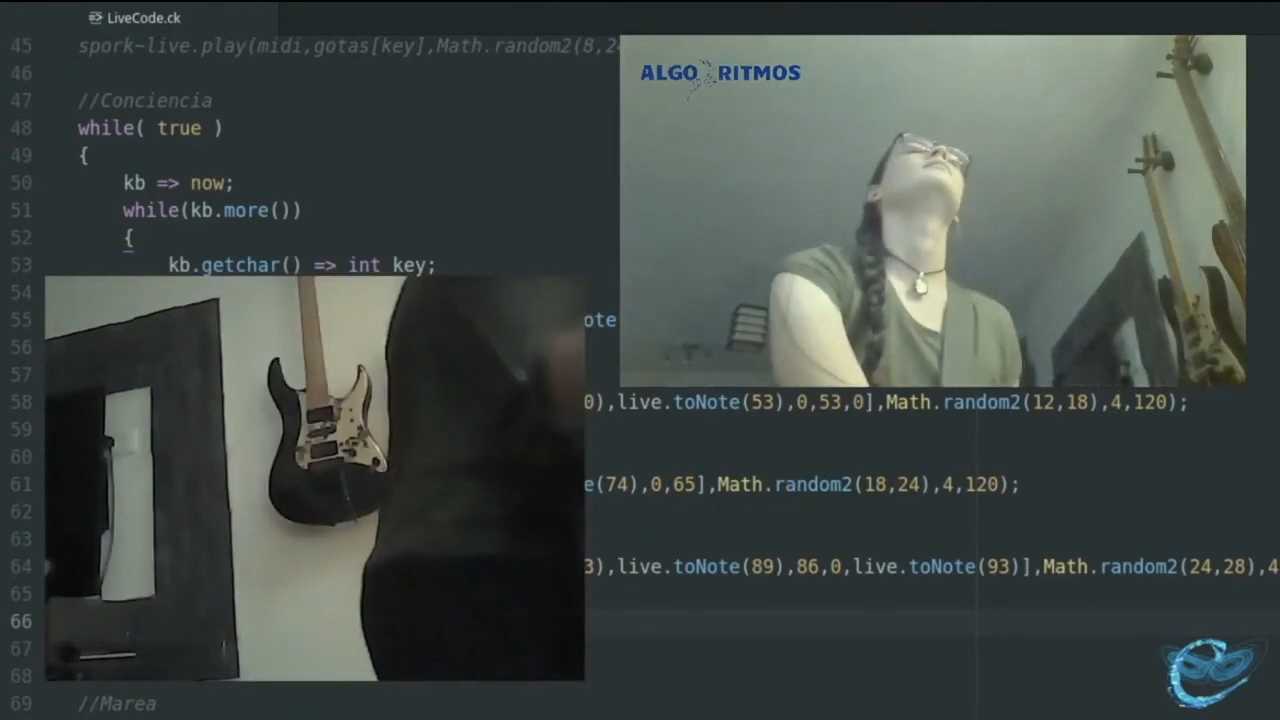 LiveCode.ck
45 spork~live.play(midi,gotas[key],Math.random2(8,2
46
47 //Conciencia
48 while( true )
49 {
50 kb => now;
51 while(kb.more())
52 {
53 kb.getchar() => int key;
54
55 ote
56
57
58 0),live.toNote(53),0,53,0],Math.random2(12,18),4,120);
59
60
61 e(74),0,65],Math.random2(18,24),4,120);
62
63
64 3),live.toNote(89),86,0,live.toNote(93)],Math.random2(24,28),4
65
66
67
68
69 //Marea
ALGO RITMOS